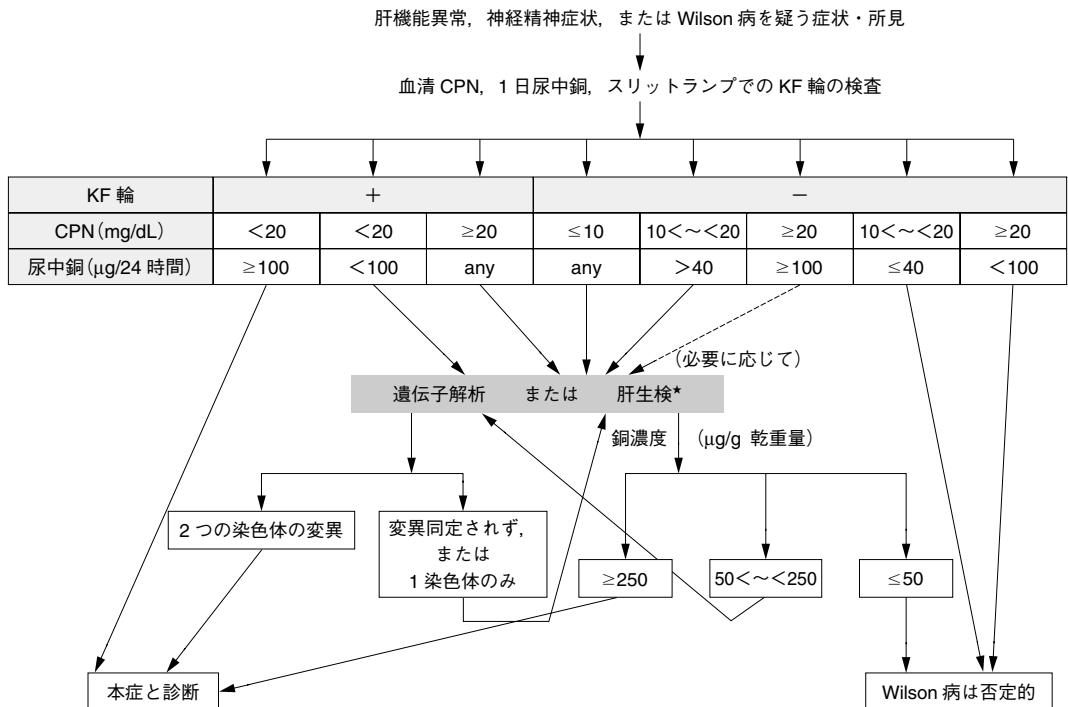 肝機能異常，神経精神症状，または Wilson 病を疑う症状・所見
血清 CPN，1 日尿中銅，スリットランプでの KF 輪の検査
KF 輪 + −
CPN(mg/dL) <20 <20 ≧20 ≦10 10<〜<20 ≧20 10<〜<20 ≧20
尿中銅(μg/24 時間) ≧100 <100 any any >40 ≧100 ≦40 <100
（必要に応じて）
遺伝子解析 または 肝生検★
銅濃度 （μg/g 乾重量）
2 つの染色体の変異
変異同定されず，
または
1 染色体のみ
≧250 50<〜<250 ≦50
本症と診断 Wilson 病は否定的